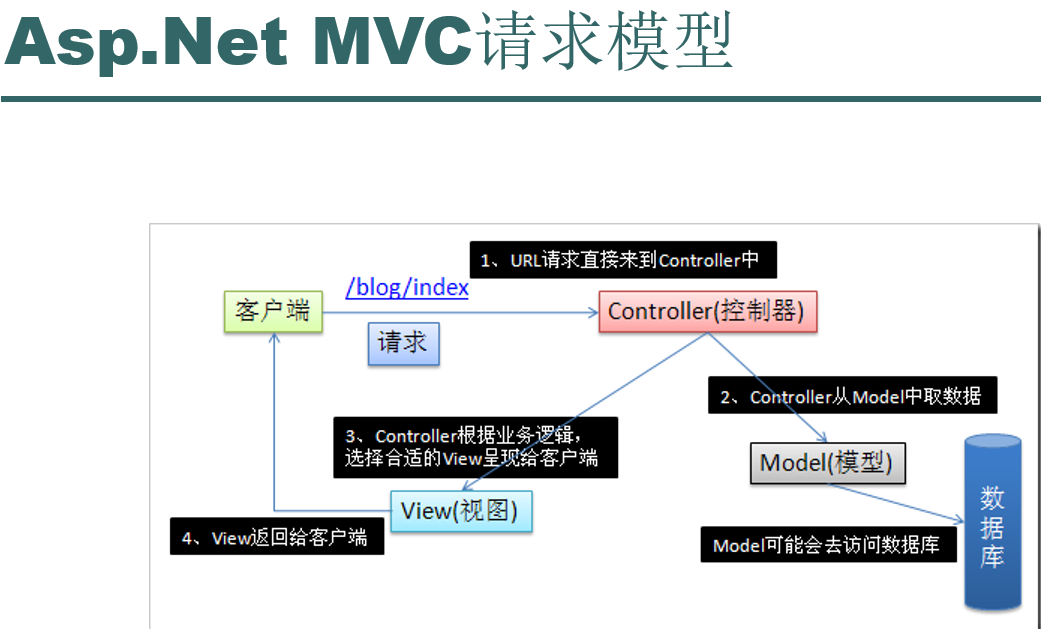 Asp.Net MVC请求模型
1、URL请求直接来到Controller中
/blog/index
客户端
Controller(控制器)
请求
2、Controller从Model中取数据
3、Controller根据业务逻辑，
选择合适的View呈现给客户端
Model(模型)
View(视图)
数
据
库
4、View返回给客户端
Model可能会去访问数据库